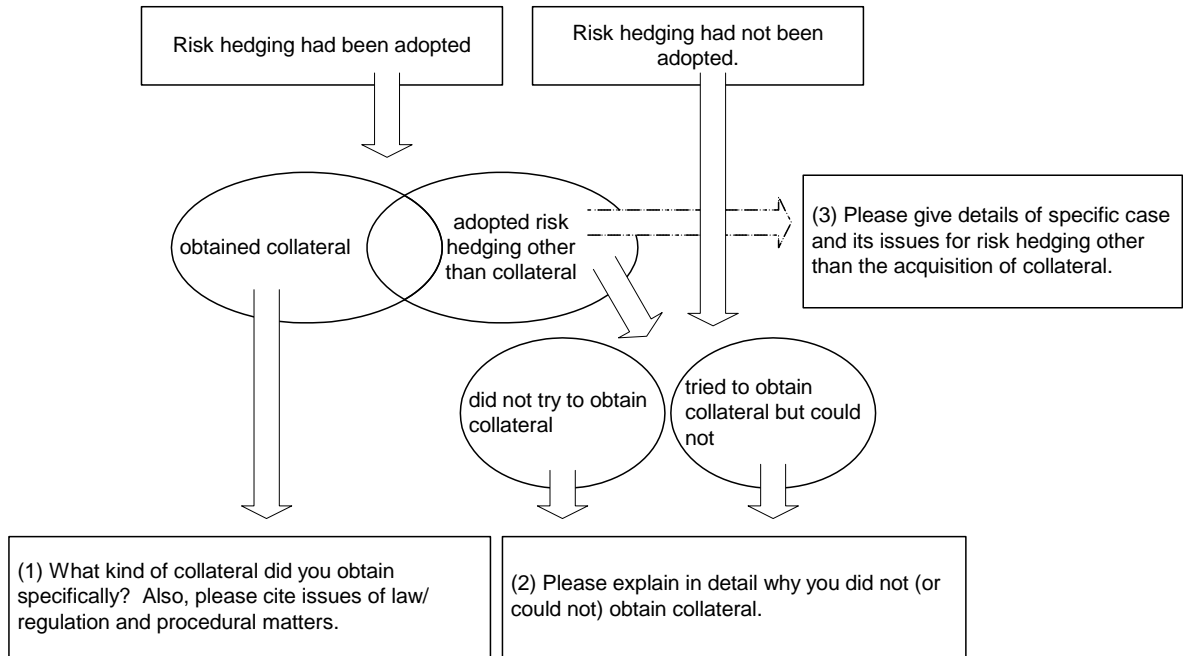 Risk hedging had been adopted
Risk hedging had not been
adopted.
obtained collateral
adopted risk
hedging other
than collateral
(3) Please give details of specific case
and its issues for risk hedging other
than the acquisition of collateral.
did not try to obtain
collateral
tried to obtain
collateral but could
not
(1) What kind of collateral did you obtain
specifically?  Also, please cite issues of law/
regulation and procedural matters.
(2) Please explain in detail why you did not (or
could not) obtain collateral.